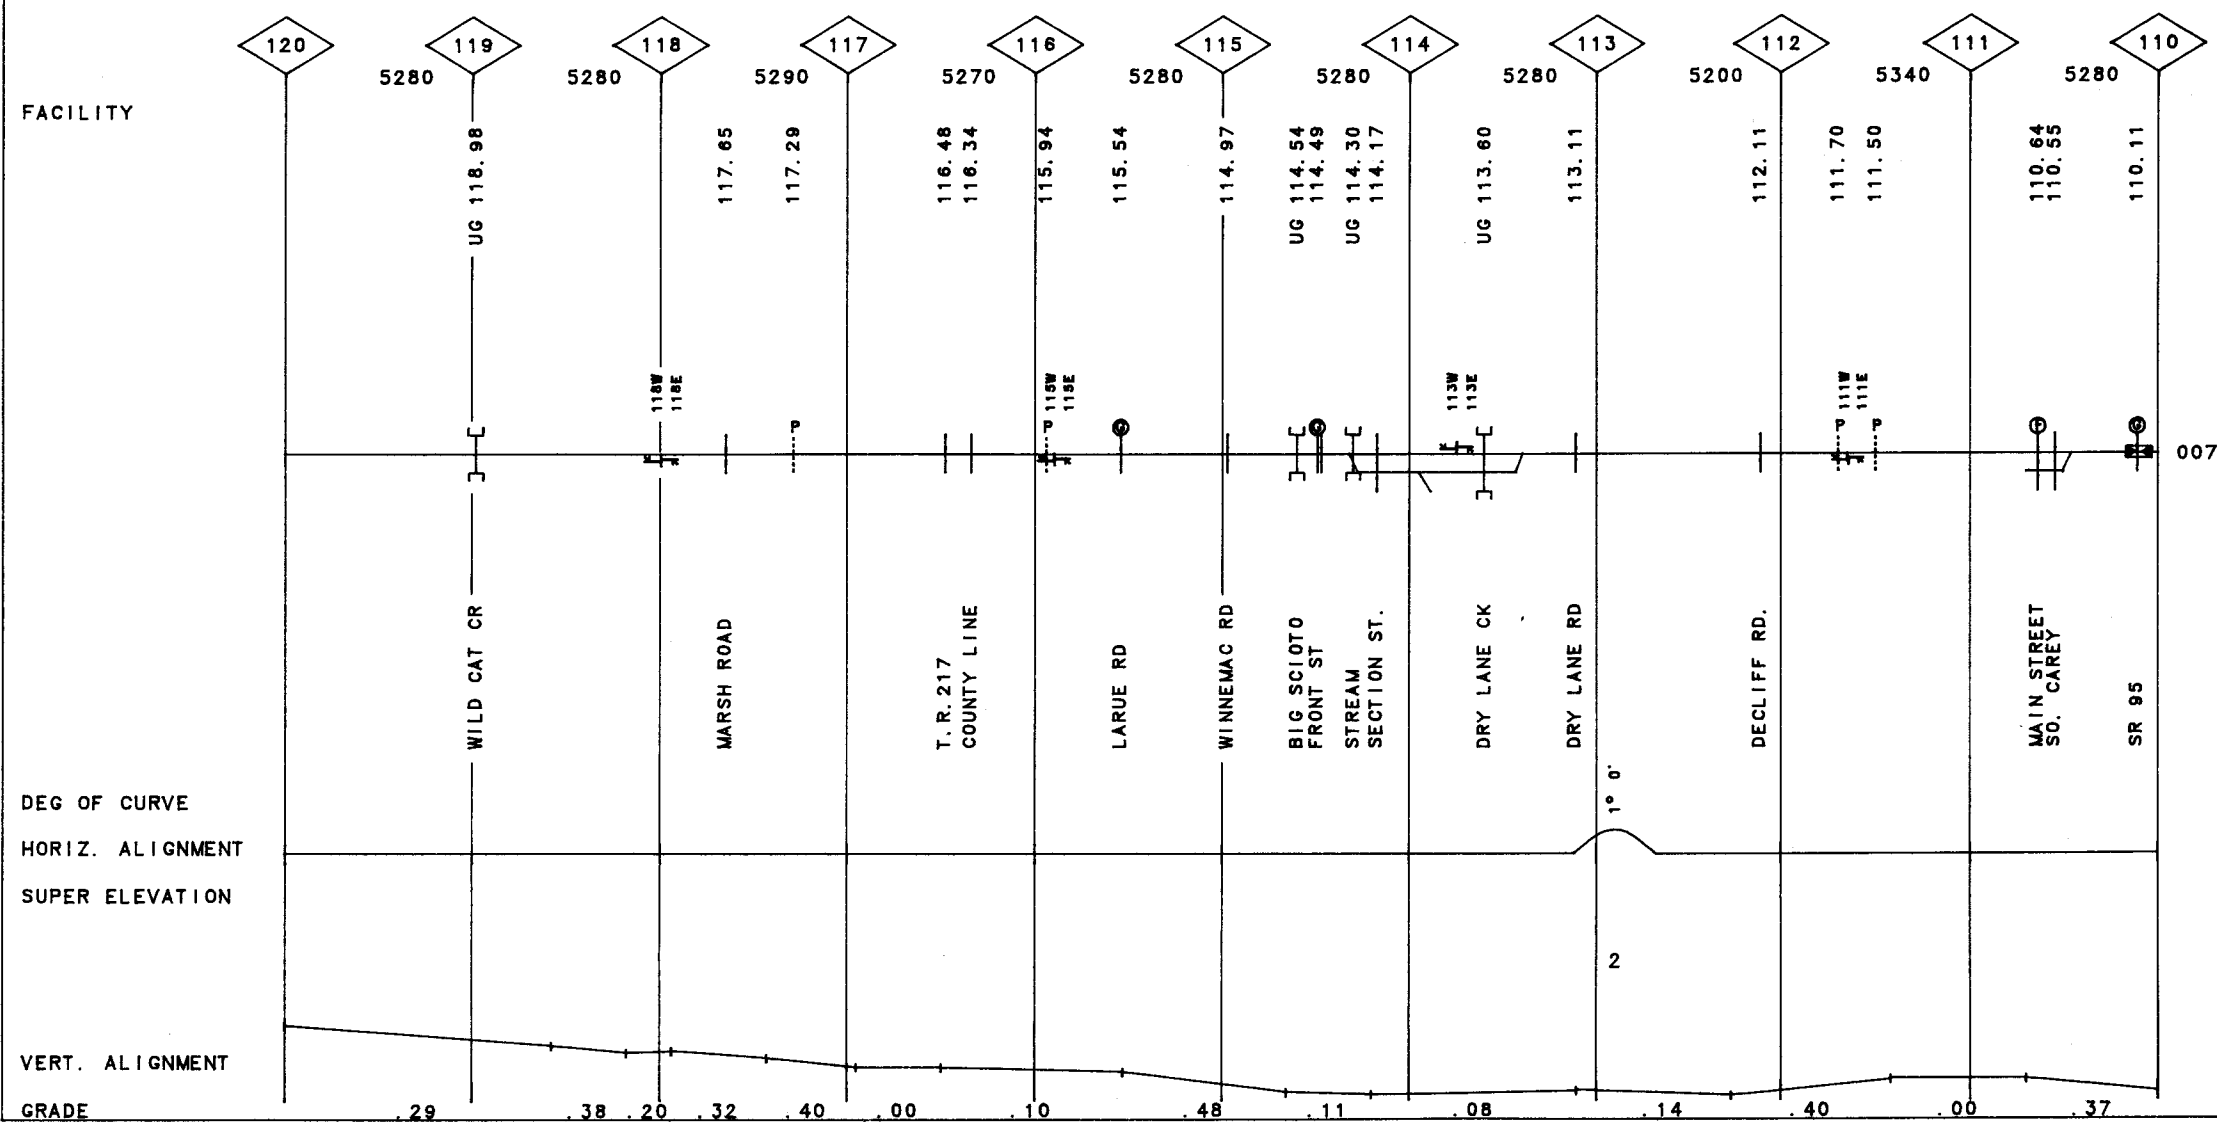 120 119 118 117 116 115 114 113 112 111 110
5280 5280 5290 5270 5280 5280 5280 5200 5340 5280
FACILITY
UG 118.98
117.65
117.29
116.48
116.34
115.94
115.54
114.97
UG 114.54
114.49
UG 114.30
114.17
UG 113.60
113.11
112.11
111.70
111.50
110.64
110.55
110.11
118W
118E
P
P
115W
115E
G
G
113W
113E
P
111W
111E
P
F
G
007
WILD CAT CR
MARSH ROAD
T.R.217
COUNTY LINE
LARUE RD
WINNEMAC RD
BIG SCIOTO
FRONT ST
STREAM
SECTION ST.
DRY LANE CK
DRY LANE RD
DECLIFF RD.
MAIN STREET
SO. CAREY
SR 95
DEG OF CURVE
1° 0'
HORIZ. ALIGNMENT
SUPER ELEVATION
2
VERT. ALIGNMENT
GRADE .29 .38 .20 .32 .40 .00 .10 .48 .11 .08 .14 .40 .00 .37